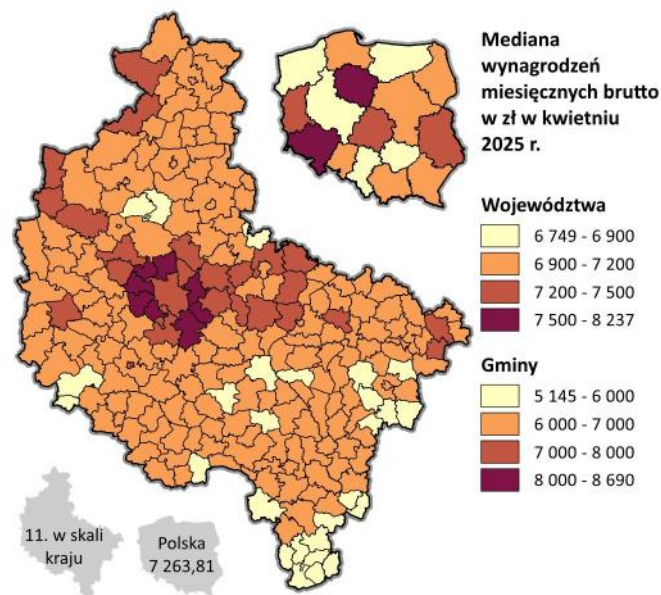 Mediana
wynagrodzeń
miesięcznych brutto
w zł w kwietniu
2025 r.
Województwa
6 749 - 6 900
6 900 - 7 200
7 200 - 7 500
7 500 - 8 237
Gminy
5 145 - 6 000
6 000 - 7 000
7 000 - 8 000
8 000 - 8 690
11. w skali
kraju
Polska
7 263,81